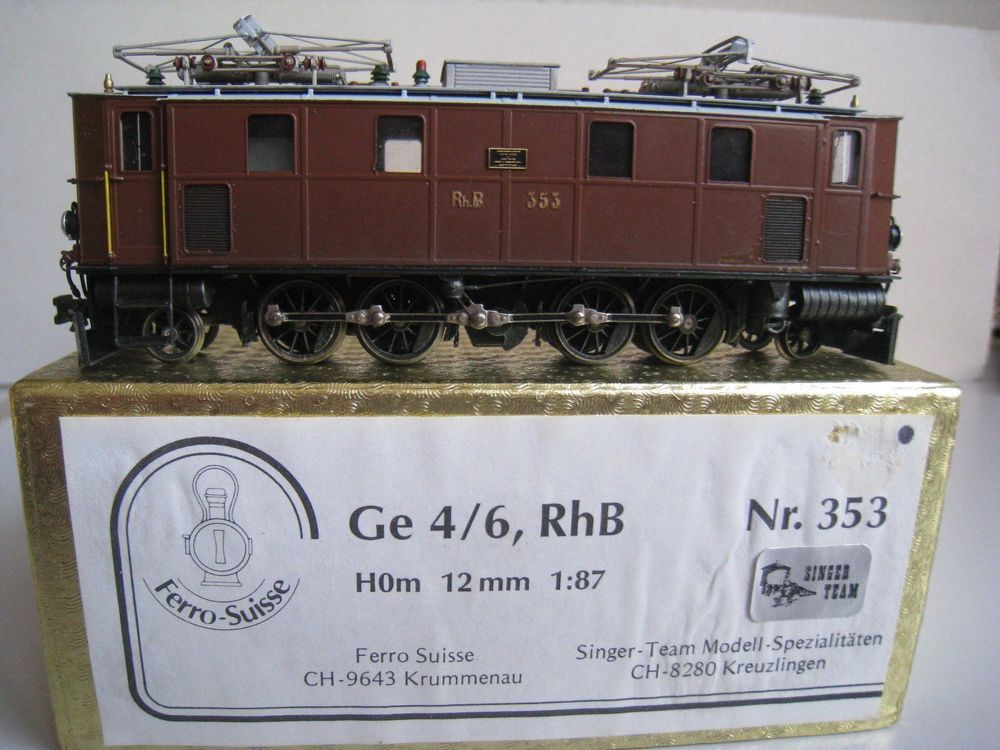 Rh.B 353
Ge 4/6, RhB Nr. 353
H0m 12 mm 1:87
SINGER
TEAM
Ferro-Suisse
Ferro Suisse
CH-9643 Krummenau
Singer-Team Modell-Spezialitäten
CH-8280 Kreuzlingen